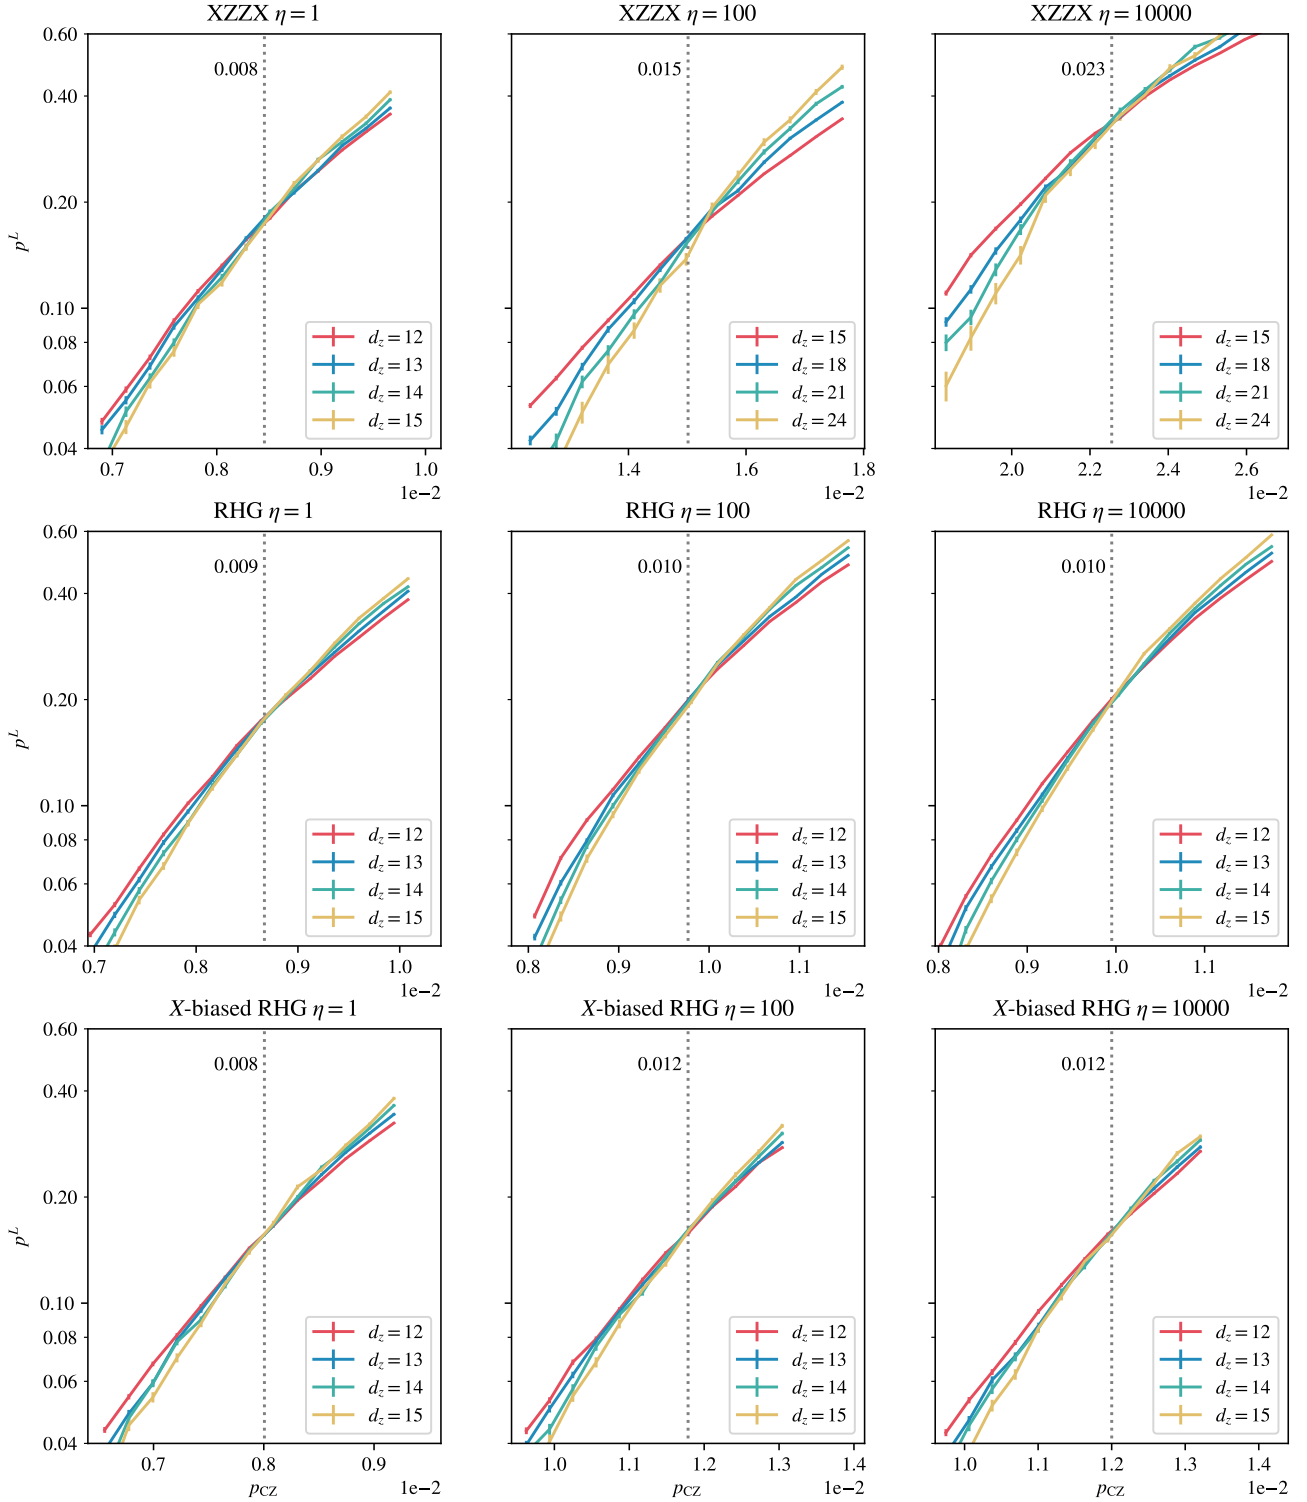 XZZX η = 1
XZZX η = 100
XZZX η = 10000
0.60
0.40
0.20
0.10
0.08
0.06
0.04
p^L
0.008
d_z = 12
d_z = 13
d_z = 14
d_z = 15
0.7 0.8 0.9 1.0
1e−2
0.015
d_z = 15
d_z = 18
d_z = 21
d_z = 24
1.4 1.6 1.8
1e−2
0.023
d_z = 15
d_z = 18
d_z = 21
d_z = 24
2.0 2.2 2.4 2.6
1e−2
RHG η = 1
RHG η = 100
RHG η = 10000
0.60
0.40
0.20
0.10
0.08
0.06
0.04
p^L
0.009
d_z = 12
d_z = 13
d_z = 14
d_z = 15
0.7 0.8 0.9 1.0
1e−2
0.010
d_z = 12
d_z = 13
d_z = 14
d_z = 15
0.8 0.9 1.0 1.1
1e−2
0.010
d_z = 12
d_z = 13
d_z = 14
d_z = 15
0.8 0.9 1.0 1.1
1e−2
X-biased RHG η = 1
X-biased RHG η = 100
X-biased RHG η = 10000
0.60
0.40
0.20
0.10
0.08
0.06
0.04
p^L
0.008
d_z = 12
d_z = 13
d_z = 14
d_z = 15
0.7 0.8 0.9
1e−2
p_CZ
0.012
d_z = 12
d_z = 13
d_z = 14
d_z = 15
1.0 1.1 1.2 1.3 1.4
1e−2
p_CZ
0.012
d_z = 12
d_z = 13
d_z = 14
d_z = 15
1.0 1.1 1.2 1.3 1.4
1e−2
p_CZ